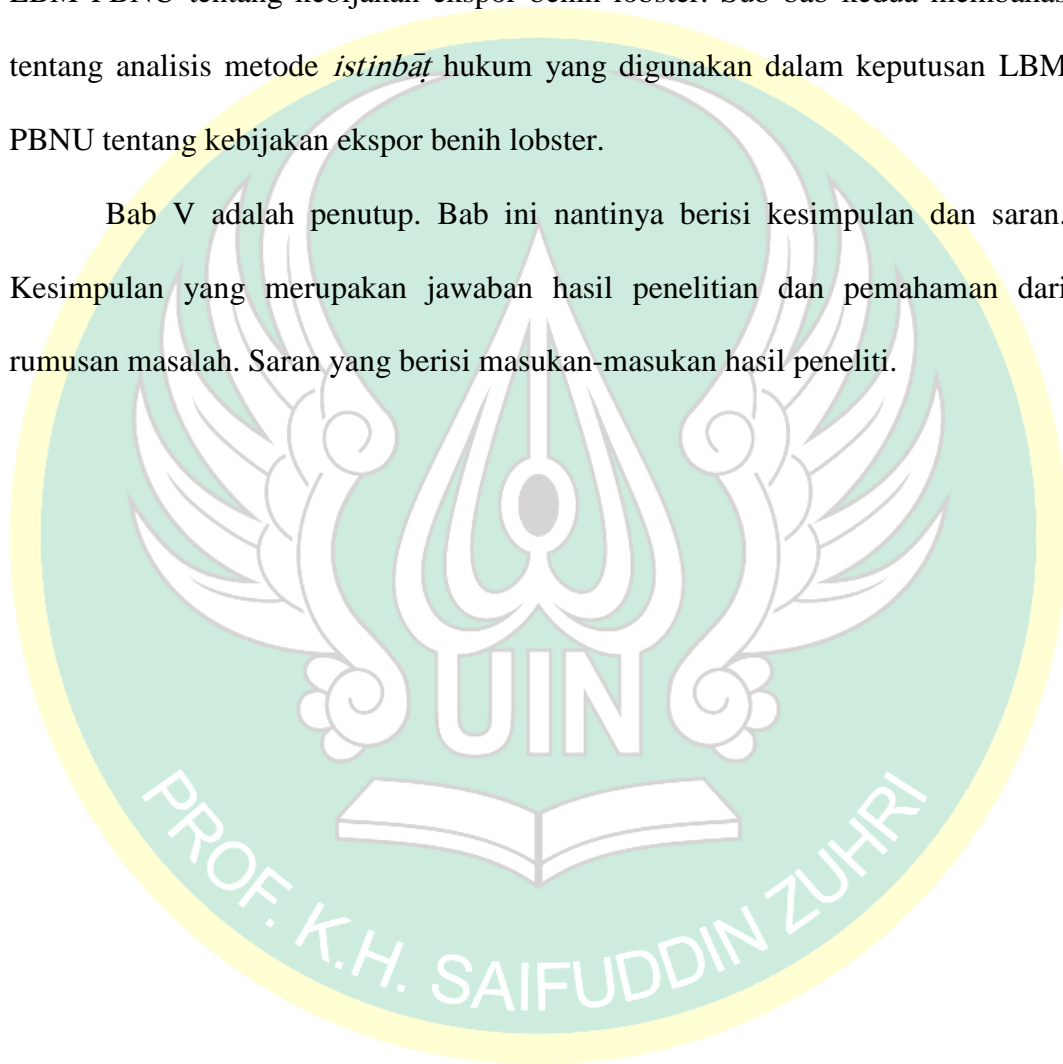 LBM PBNU tentang kebijakan ekspor benih lobster. Sub bab kedua membahas
tentang analisis metode istinbāṭ hukum yang digunakan dalam keputusan LBM
PBNU tentang kebijakan ekspor benih lobster.
Bab V adalah penutup. Bab ini nantinya berisi kesimpulan dan saran.
Kesimpulan yang merupakan jawaban hasil penelitian dan pemahaman dari
rumusan masalah. Saran yang berisi masukan-masukan hasil peneliti.
UIN
PROF. K.H. SAIFUDDIN ZUHRI